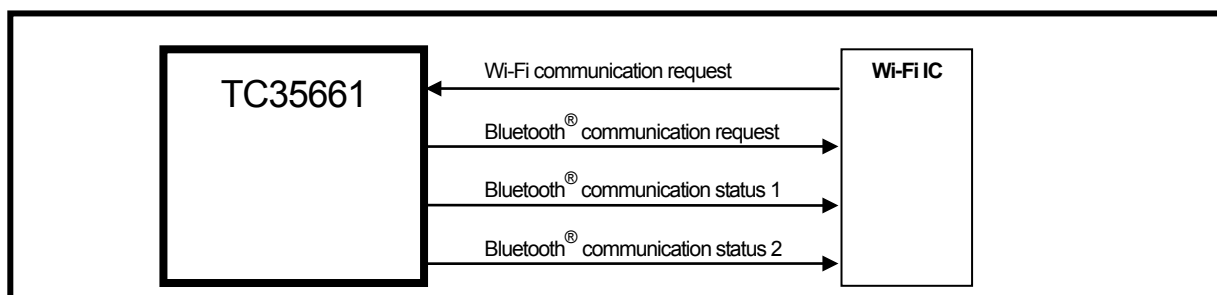 TC35661
Wi-Fi communication request
Wi-Fi IC
Bluetooth® communication request
Bluetooth® communication status 1
Bluetooth® communication status 2